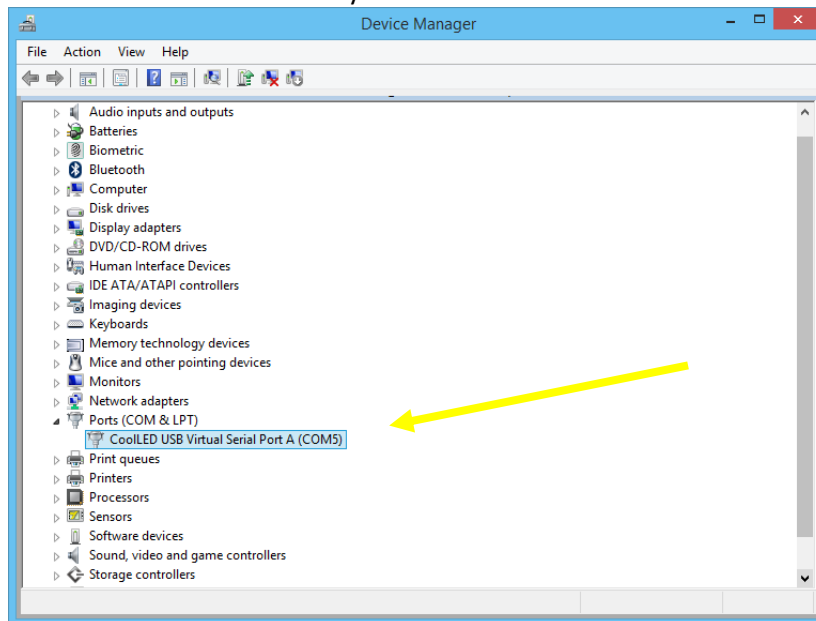 Device Manager
File Action View Help
Audio inputs and outputs
Batteries
Biometric
Bluetooth
Computer
Disk drives
Display adapters
DVD/CD-ROM drives
Human Interface Devices
IDE ATA/ATAPI controllers
Imaging devices
Keyboards
Memory technology devices
Mice and other pointing devices
Monitors
Network adapters
Ports (COM & LPT)
CoolLED USB Virtual Serial Port A (COM5)
Print queues
Printers
Processors
Sensors
Software devices
Sound, video and game controllers
Storage controllers